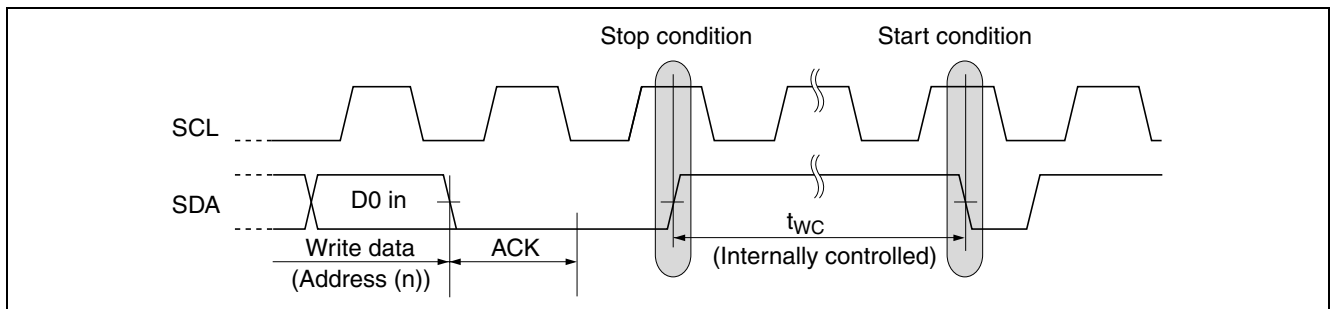 Stop condition
Start condition
SCL
SDA
D0 in
Write data
(Address (n))
ACK
tWC
(Internally controlled)